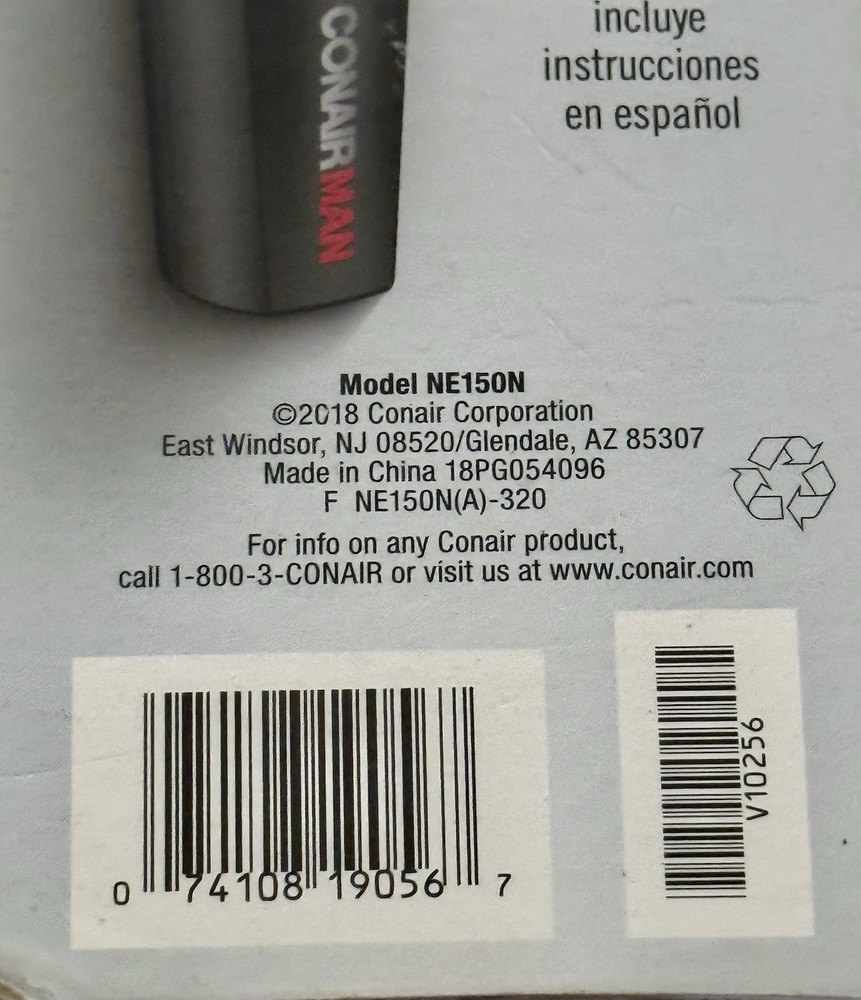 incluye
instrucciones
en español
CONAIRMAN
Model NE150N
©2018 Conair Corporation
East Windsor, NJ 08520/Glendale, AZ 85307
Made in China 18PG054096
F NE150N(A)-320
For info on any Conair product,
call 1-800-3-CONAIR or visit us at www.conair.com
V10256
0 74108 19056 7